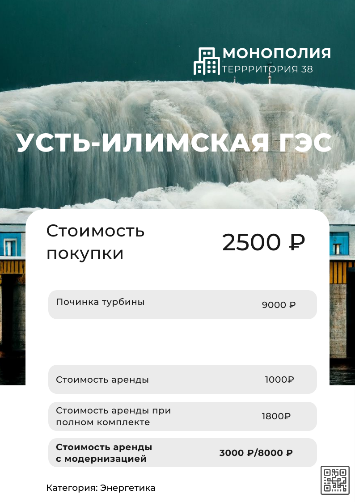 МОНОПОЛИЯ
ТЕРРРИТОРИЯ 38
УСТЬ-ИЛИМСКАЯ ГЭС
Стоимость
покупки
2500 ₽
Починка турбины
9000 ₽
Стоимость аренды
1000₽
Стоимость аренды при
полном комплекте
1800₽
Стоимость аренды
с модернизацией
3000 ₽/8000 ₽
Категория: Энергетика